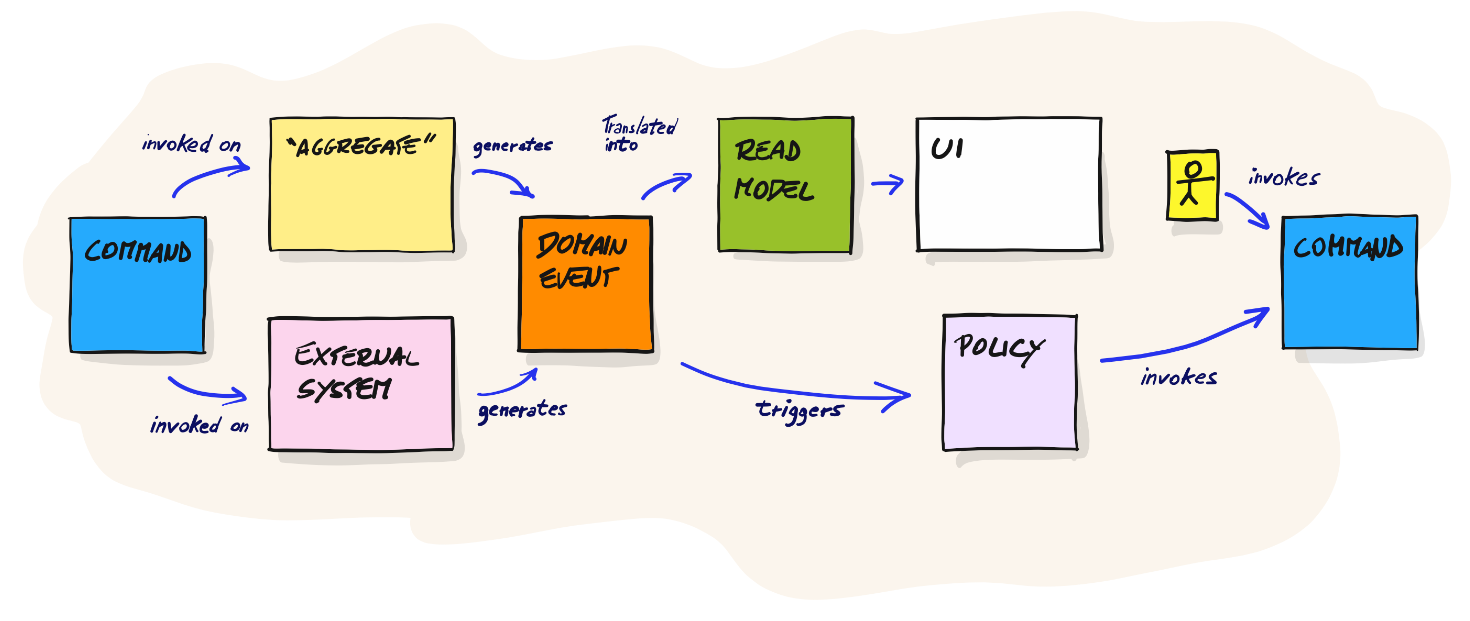 invoked on
"AGGREGATE"
generates
Translated
into
READ
MODEL
UI
invokes
COMMAND
DOMAIN
EVENT
COMMAND
EXTERNAL
SYSTEM
invoked on
generates
triggers
POLICY
invokes